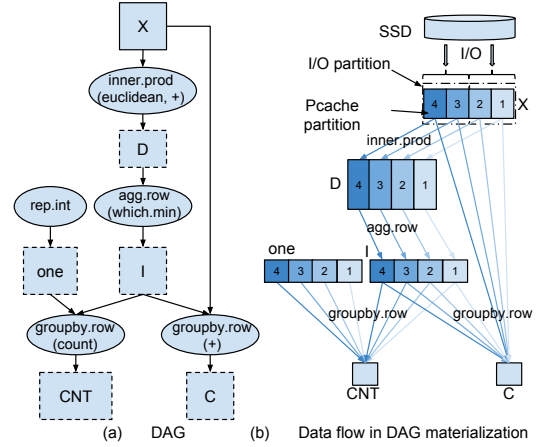 X
inner.prod
(euclidean, +)
D
rep.int
agg.row
(which.min)
one
I
groupby.row
(count)
groupby.row
(+)
CNT
C
(a) DAG
SSD
I/O
I/O partition
4 3 2 1
X
Pcache
partition
inner.prod
D
4 3 2 1
agg.row
one
I
4 3 2 1
4 3 2 1
groupby.row
groupby.row
CNT
C
(b) Data flow in DAG materialization